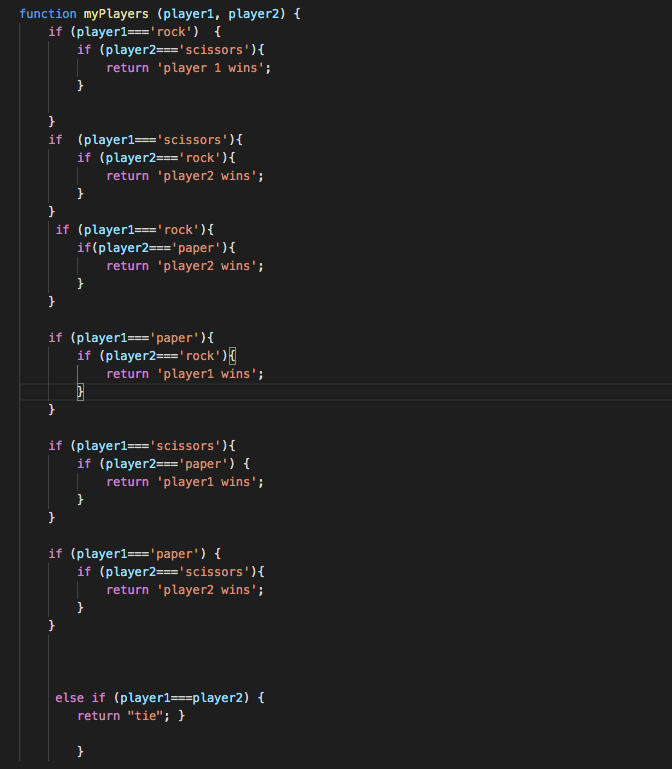 function myPlayers (player1, player2) {
    if (player1==='rock')  {
        if (player2==='scissors'){
            return 'player 1 wins';
        }

    }
    if  (player1==='scissors'){
        if (player2==='rock'){
            return 'player2 wins';
        }
    }
     if (player1==='rock'){
        if(player2==='paper'){
            return 'player2 wins';
        }
    }

    if (player1==='paper'){
        if (player2==='rock'){
            return 'player1 wins';
        }
    }

    if (player1==='scissors'){
        if (player2==='paper') {
            return 'player1 wins';
        }
    }

    if (player1==='paper') {
        if (player2==='scissors'){
            return 'player2 wins';
        }
    }



     else if (player1===player2) {
        return "tie"; }

        }